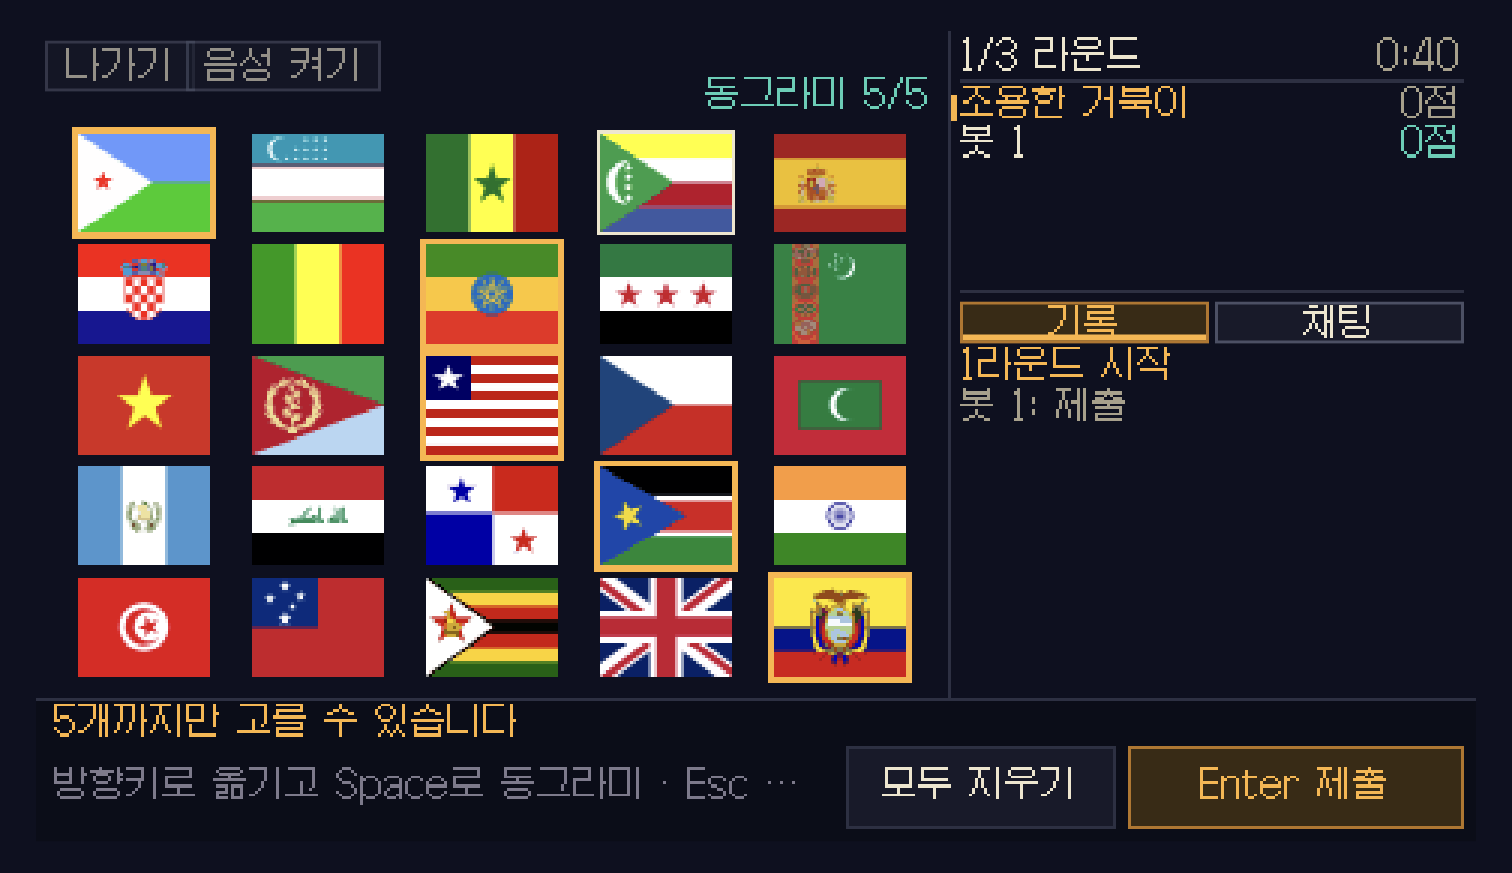 나가기 음성 켜기
동그라미 5/5
1/3 라운드 0:40
조용한 거북이 0점
봇 1 0점
기록 채팅
1라운드 시작
봇 1: 제출
5개까지만 고를 수 있습니다
방향키로 옮기고 Space로 동그라미 · Esc …
모두 지우기
Enter 제출